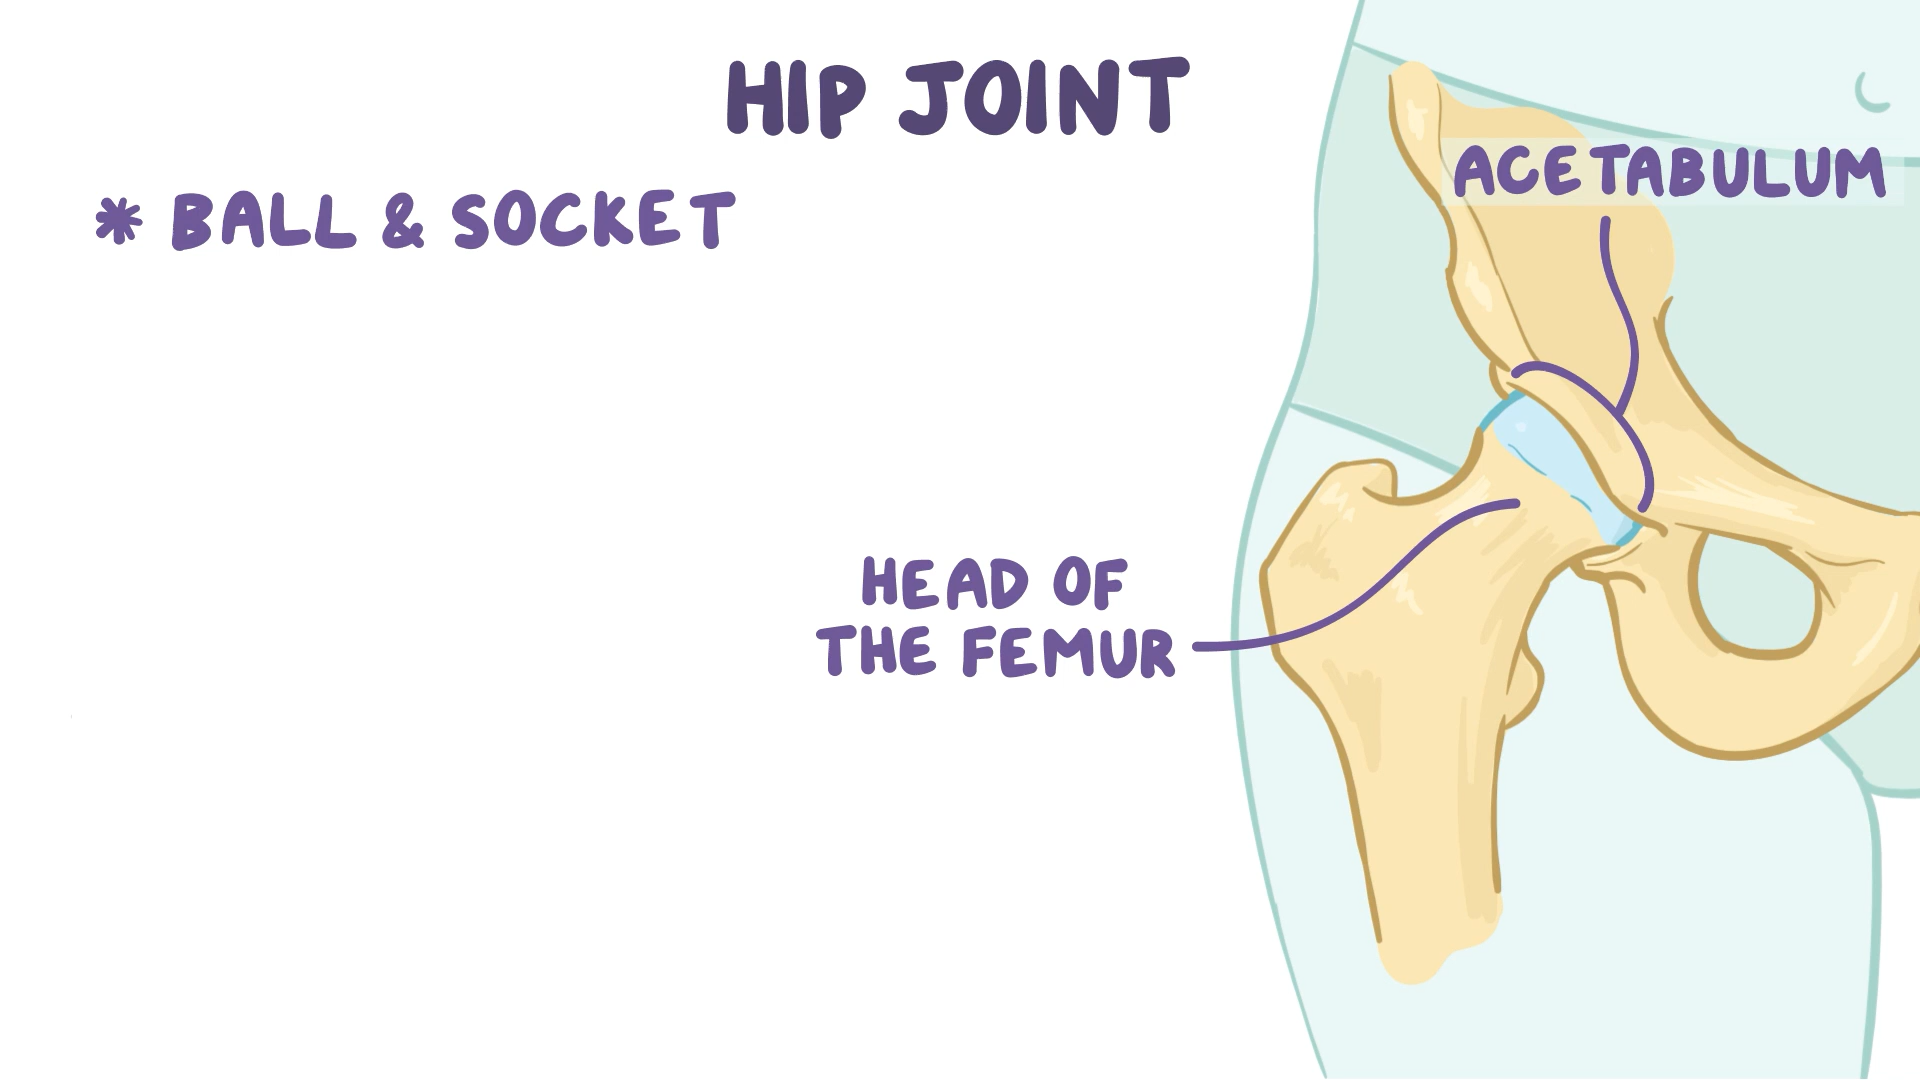 HIP JOINT
* BALL & SOCKET
ACETABULUM
HEAD OF
THE FEMUR